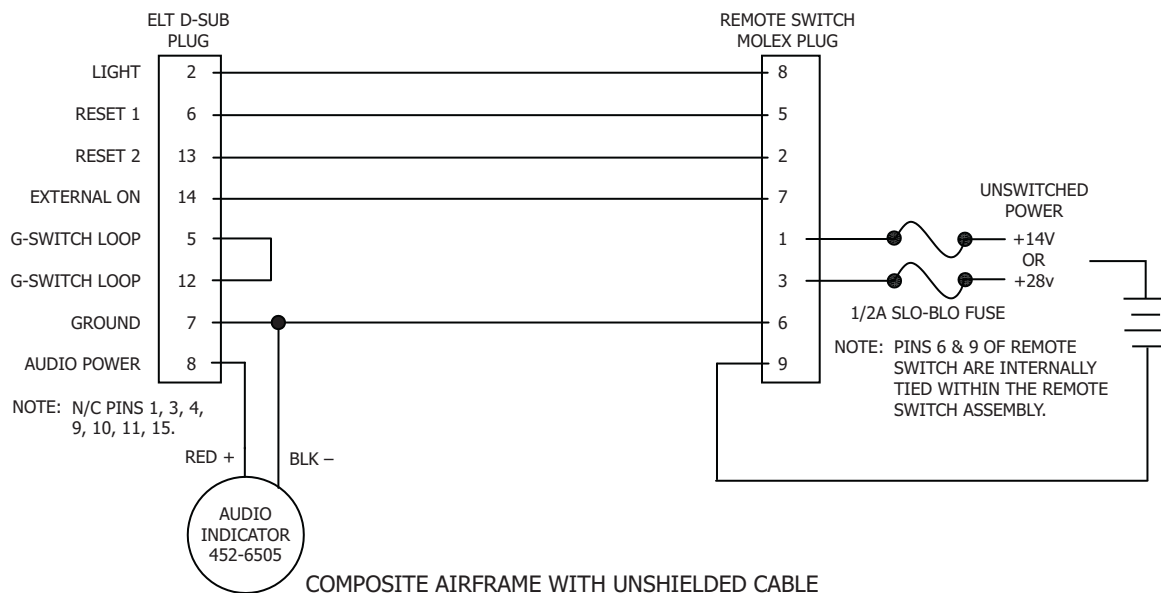 ELT D-SUB
PLUG
REMOTE SWITCH
MOLEX PLUG
LIGHT 2 8
RESET 1 6 5
RESET 2 13 2
EXTERNAL ON 14 7
UNSWITCHED
POWER
G-SWITCH LOOP 5 1 +14V
OR
G-SWITCH LOOP 12 3 +28v
1/2A SLO-BLO FUSE
GROUND 7 6
AUDIO POWER 8 9
NOTE: PINS 6 & 9 OF REMOTE
SWITCH ARE INTERNALLY
TIED WITHIN THE REMOTE
SWITCH ASSEMBLY.
NOTE: N/C PINS 1, 3, 4,
9, 10, 11, 15.
RED + BLK –
AUDIO
INDICATOR
452-6505
COMPOSITE AIRFRAME WITH UNSHIELDED CABLE